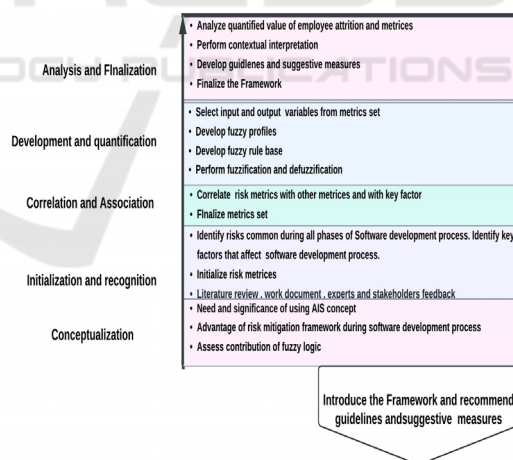 • Analyze quantified value of employee attrition and metrices
• Perform contextual interpretation
• Develop guidlenes and suggestive measures
• Finalize the Framework
Analysis and FInalization
• Select input and output variables from metrics set
• Develop fuzzy profiles
• Develop fuzzy rule base
• Perform fuzzification and defuzzification
Development and quantification
• Correlate risk metrics with other metrices and with key factor
• FInalize metrics set
Correlation and Association
• Identify risks common during all phases of Software development process. Identify key
factors that affect software development process.
• Initialize risk metrices
• Literature review , work document , experts and stakeholders feedback
Initialization and recognition
• Need and significance of using AIS concept
• Advantage of risk mitigation framework during software development process
• Assess contribution of fuzzy logic
Conceptualization
Introduce the Framework and recommend
guidelines andsuggestive measures